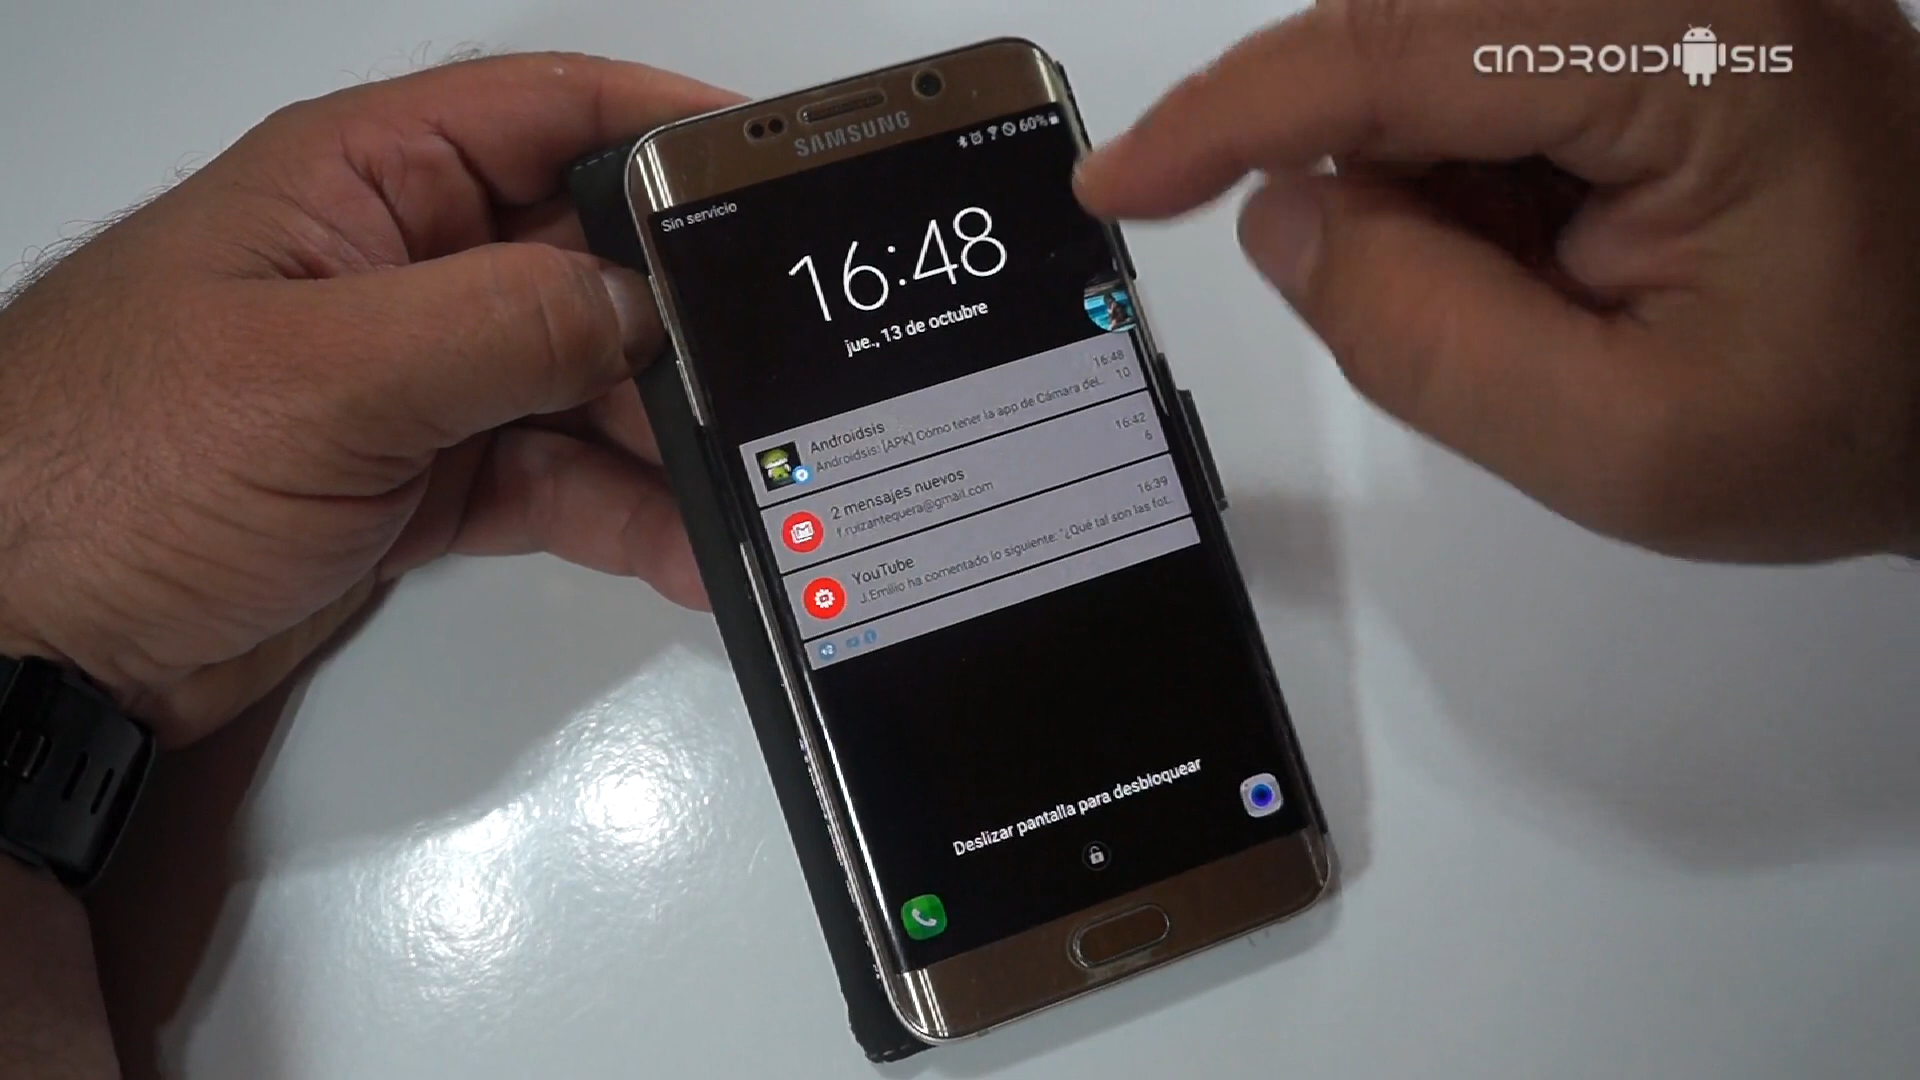 ANDROIDSIS
SAMSUNG
60%
Sin servicio
16:48
jue., 13 de octubre
Androidsis
16:48
Androidsis: [APK] Cómo tener la app de Cámara del..
10
2 mensajes nuevos
16:42
f.ruizantequera@gmail.com
6
YouTube
16:39
J.Emilio ha comentado lo siguiente: "¿Qué tal son las fot..
+2
Deslizar pantalla para desbloquear